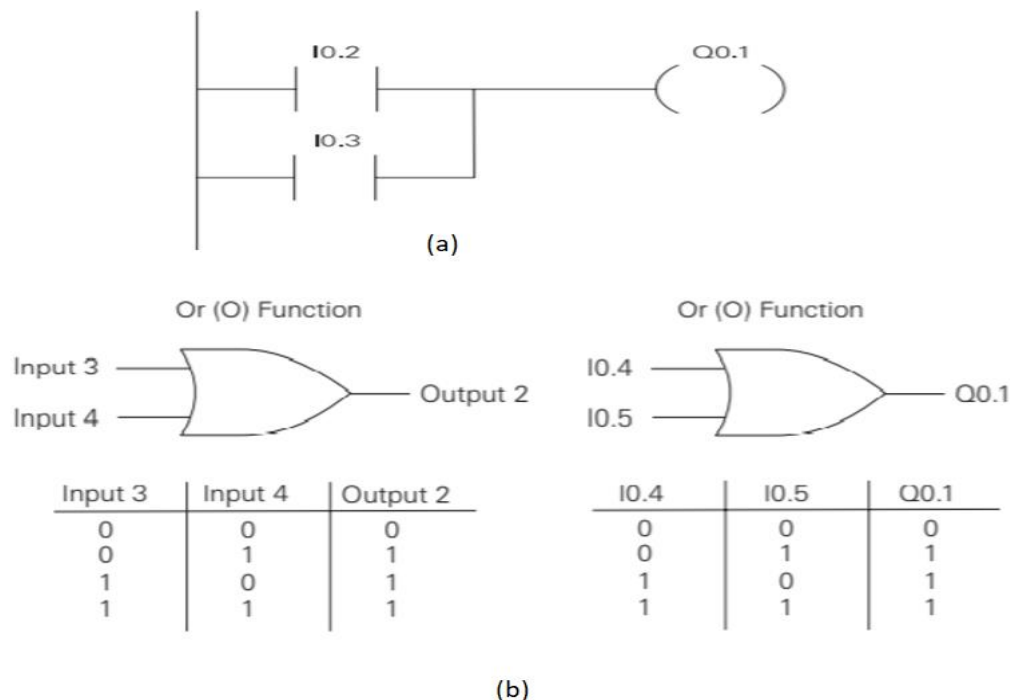 I0.2 Q0.1
I0.3
(a)
Or (O) Function Or (O) Function
Input 3 I0.4
Output 2 Q0.1
Input 4 I0.5
Input 3 Input 4 Output 2 I0.4 I0.5 Q0.1
0 0 0 0 0 0
0 1 1 0 1 1
1 0 1 1 0 1
1 1 1 1 1 1
(b)